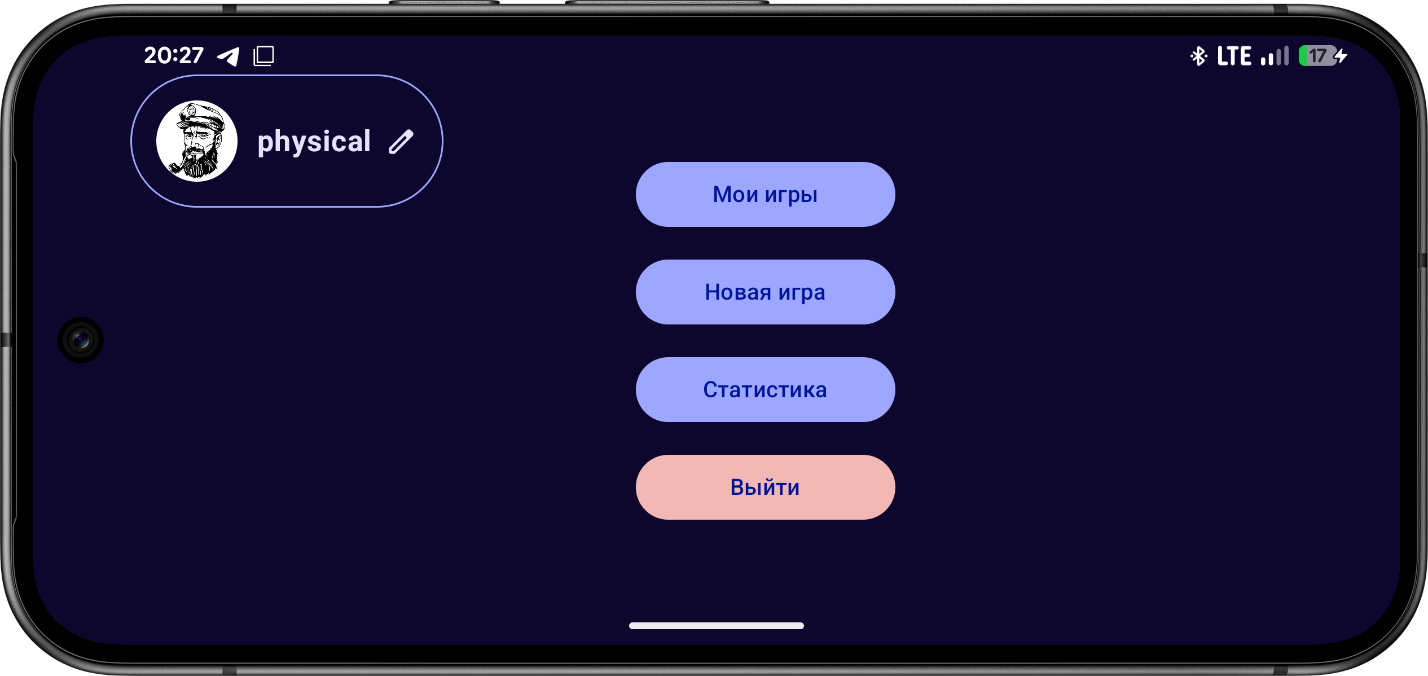 20:27
LTE
17
physical
Мои игры
Новая игра
Статистика
Выйти